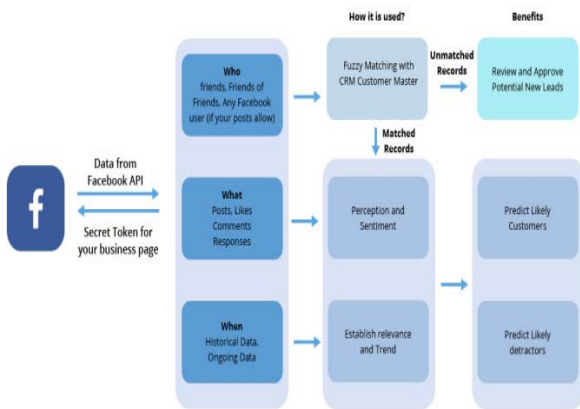 How it is used?
Benefits
Who
friends, Friends of
Friends, Any Facebook
user (if your posts allow)
Fuzzy Matching with
CRM Customer Master
Unmatched
Records
Review and Approve
Potential New Leads
Matched
Records
Data from
Facebook API
f
Secret Token for
your business page
What
Posts, Likes
Comments
Responses
Perception and
Sentiment
Predict Likely
Customers
When
Historical Data,
Ongoing Data
Establish relevance
and Trend
Predict Likely
detractors